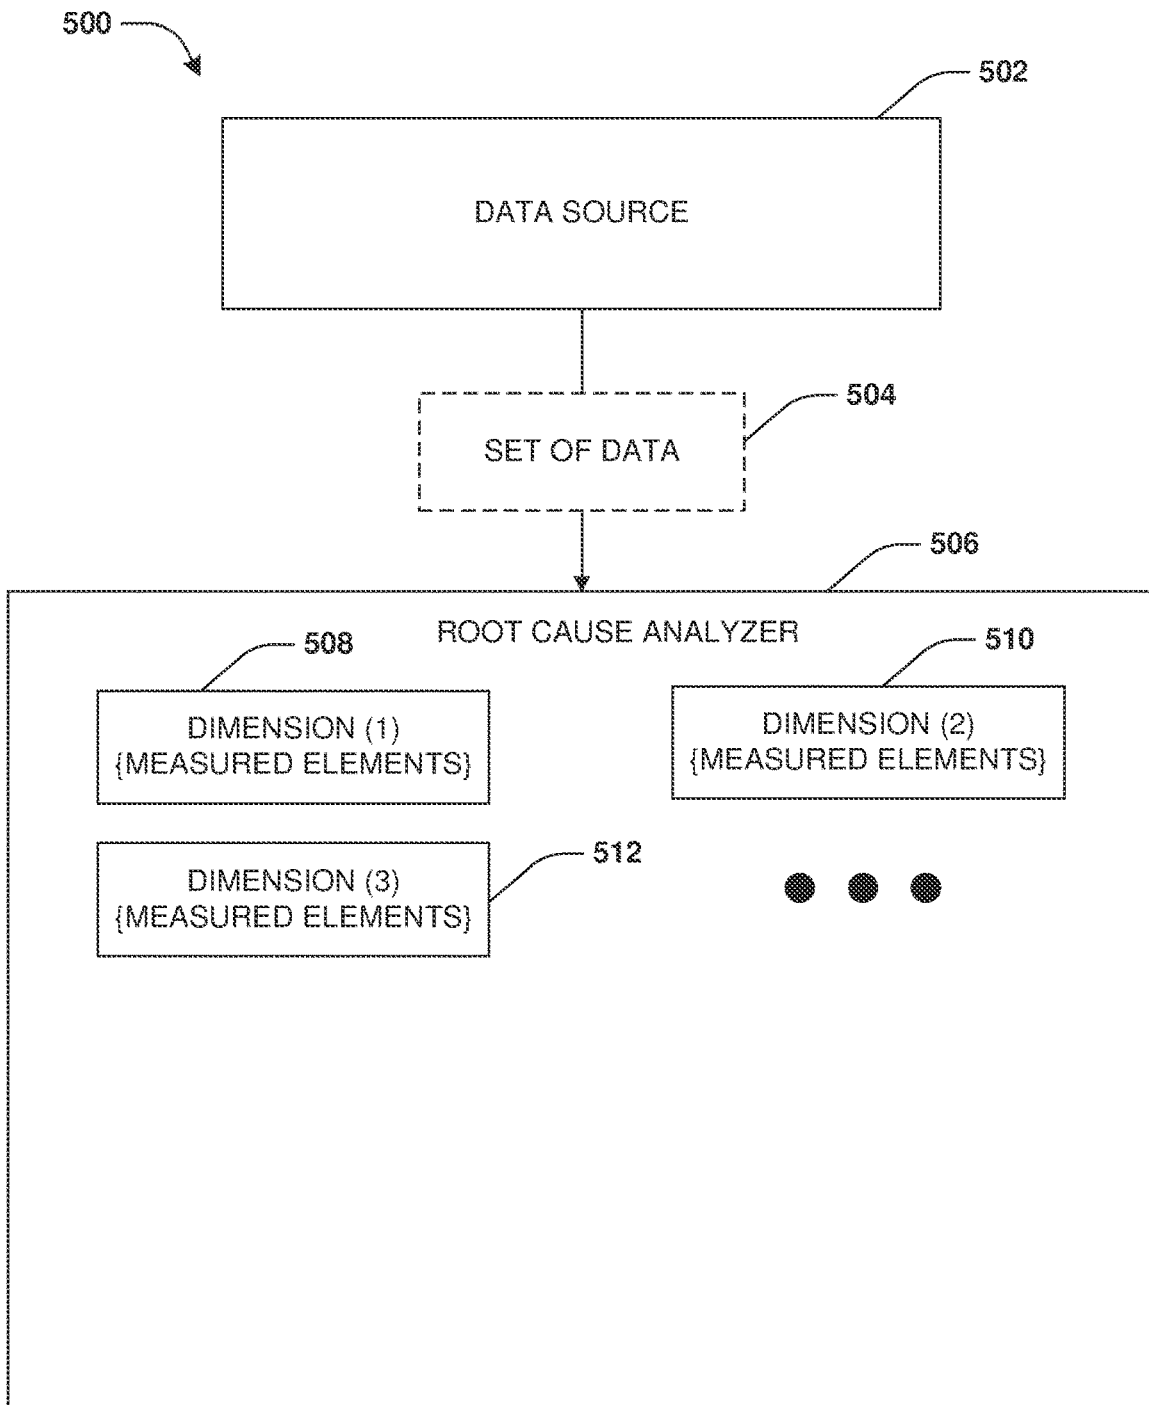 500
502
DATA SOURCE
504
SET OF DATA
506
ROOT CAUSE ANALYZER
508
510
DIMENSION (1)
{MEASURED ELEMENTS}
DIMENSION (2)
{MEASURED ELEMENTS}
512
DIMENSION (3)
{MEASURED ELEMENTS}